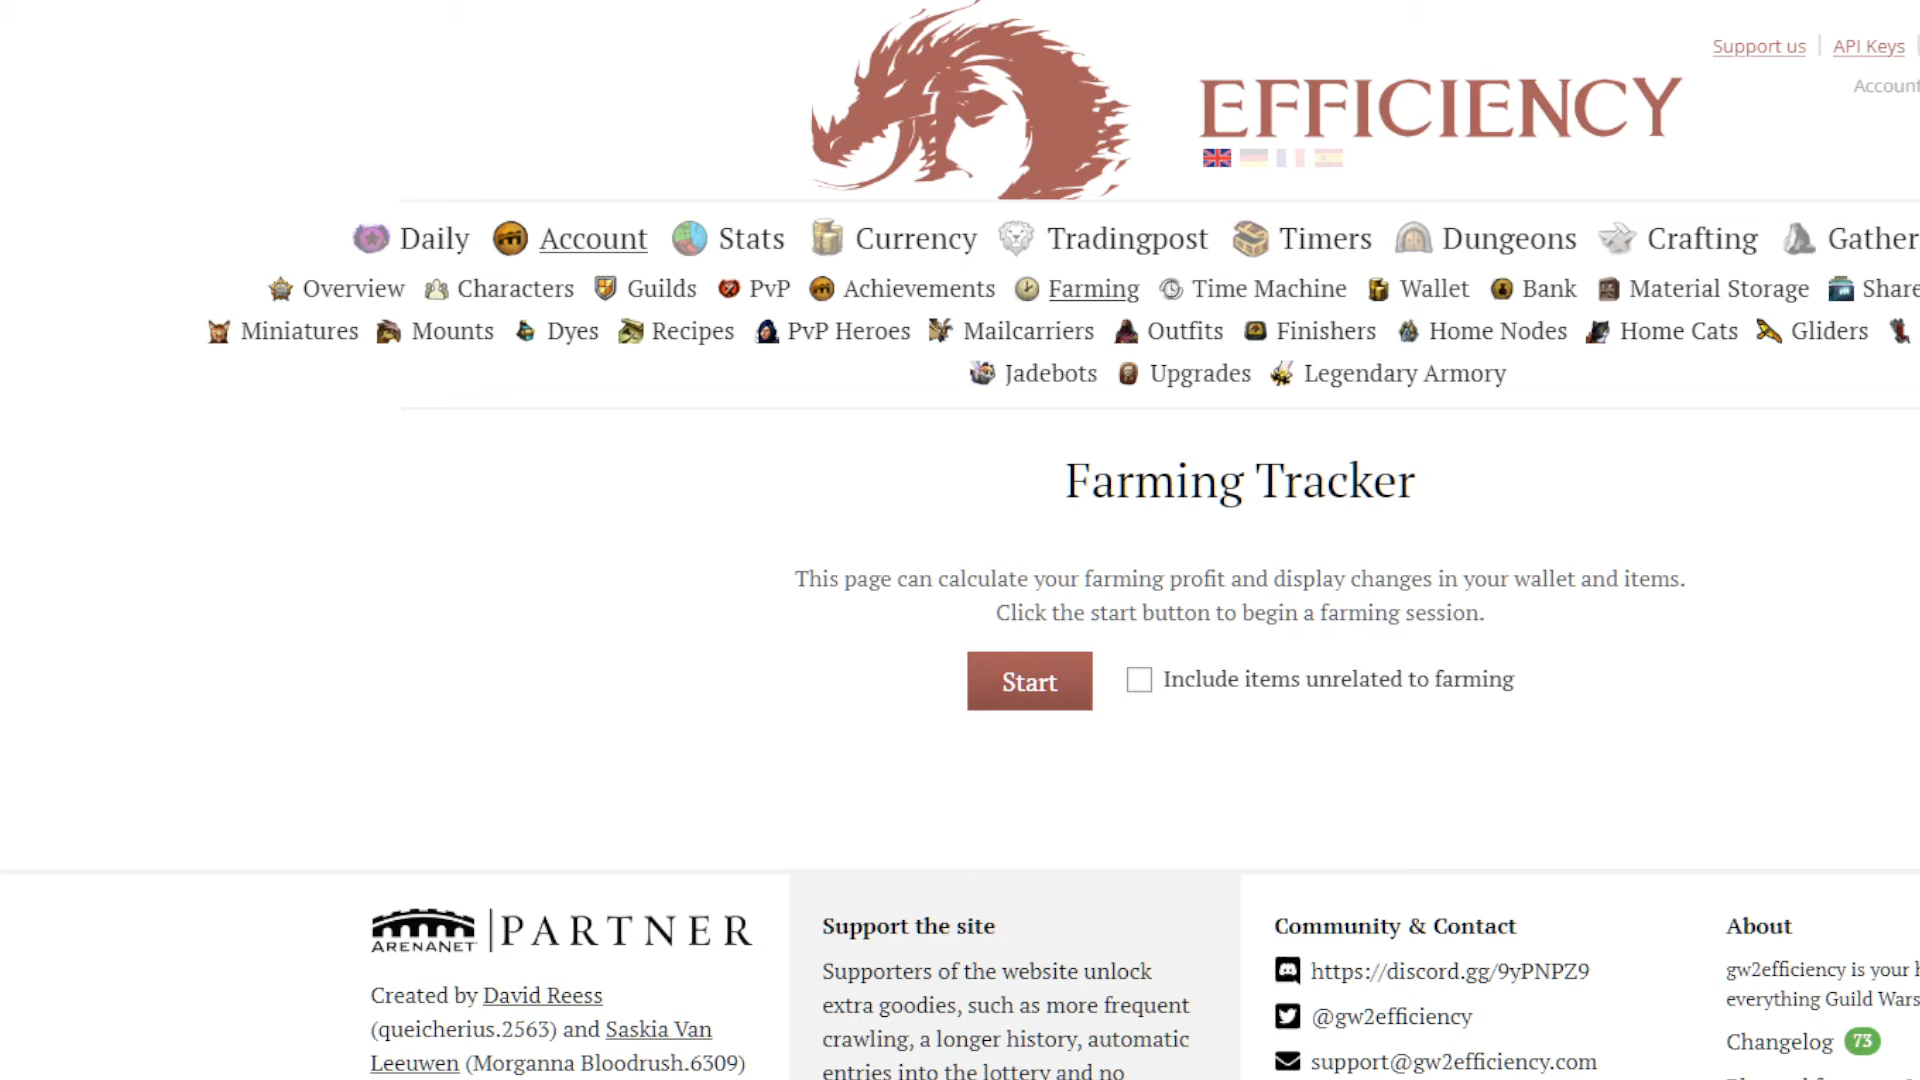 Support us
API Keys
EFFICIENCY
Account
Daily Account Stats Currency Tradingpost Timers Dungeons Crafting Gather
Overview Characters Guilds PvP Achievements Farming Time Machine Wallet Bank Material Storage Share
Miniatures Mounts Dyes Recipes PvP Heroes Mailcarriers Outfits Finishers Home Nodes Home Cats Gliders
Jadebots Upgrades Legendary Armory
Farming Tracker
This page can calculate your farming profit and display changes in your wallet and items.
Click the start button to begin a farming session.
Start
Include items unrelated to farming
ARENANET
PARTNER
Created by David Reess
(queicherius.2563) and Saskia Van
Leeuwen (Morganna Bloodrush.6309)
Support the site
Supporters of the website unlock
extra goodies, such as more frequent
crawling, a longer history, automatic
entries into the lottery and no
Community & Contact
https://discord.gg/9yPNPZ9
@gw2efficiency
support@gw2efficiency.com
About
gw2efficiency is your h
everything Guild Wars
Changelog 73